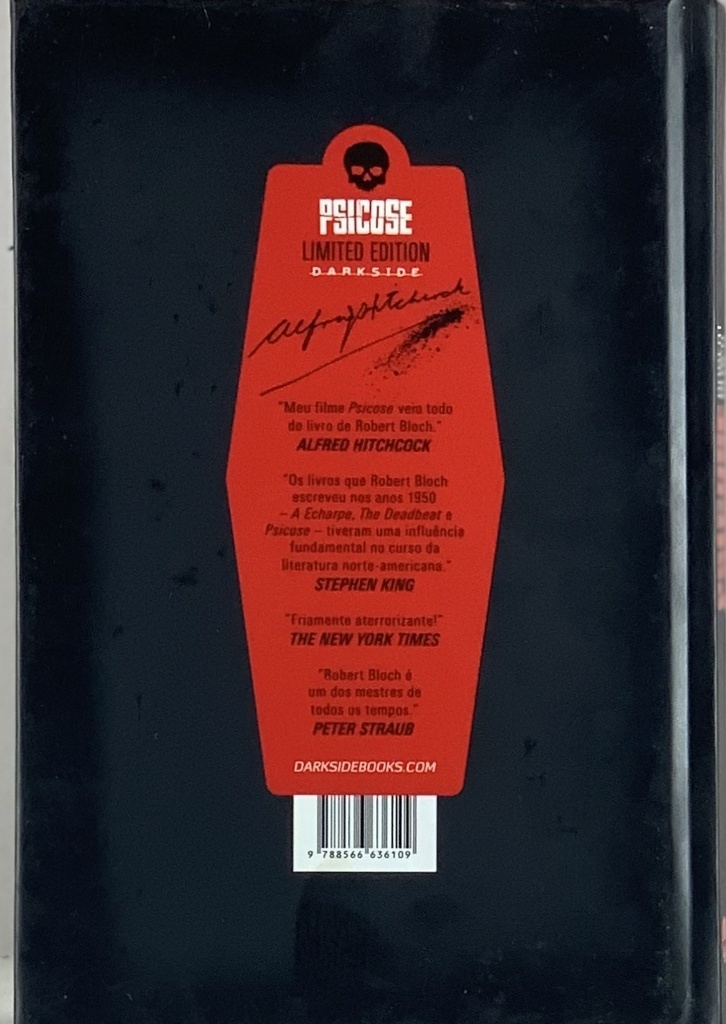 PSICOSE
LIMITED EDITION
DARKSIDE
Alfred Hitchcock
"Meu filme Psicose veio todo
do livro de Robert Bloch."
ALFRED HITCHCOCK
"Os livros que Robert Bloch
escreveu nos anos 1950
– A Echarpe, The Deadbeat e
Psicose – tiveram uma influência
fundamental no curso da
literatura norte-americana."
STEPHEN KING
"Friamente aterrorizante!"
THE NEW YORK TIMES
"Robert Bloch é
um dos mestres de
todos os tempos."
PETER STRAUB
DARKSIDEBOOKS.COM
9 788566 636109